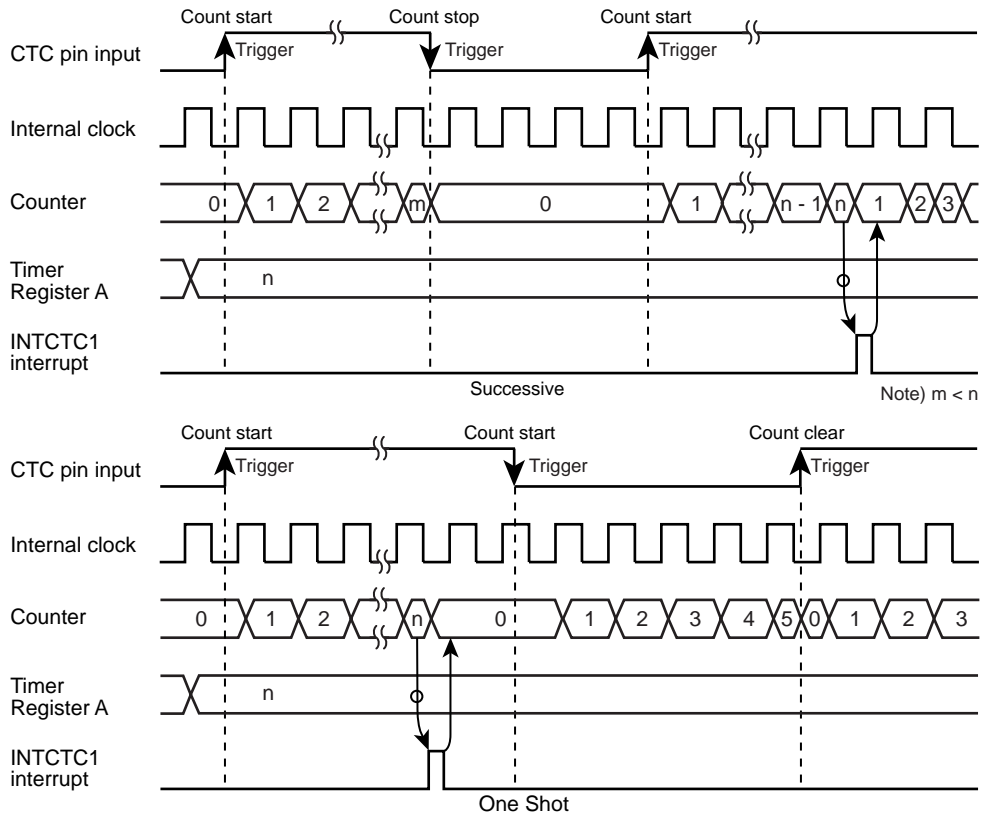 Count start Count stop Count start
CTC pin input Trigger Trigger Trigger
Internal clock
Counter 0 1 2 m 0 1 n - 1 n 1 2 3
Timer
Register A n
INTCTC1
interrupt
Successive
Note) m < n
Count start Count start Count clear
CTC pin input Trigger Trigger Trigger
Internal clock
Counter 0 1 2 n 0 1 2 3 4 5 0 1 2 3
Timer
Register A n
INTCTC1
interrupt
One Shot